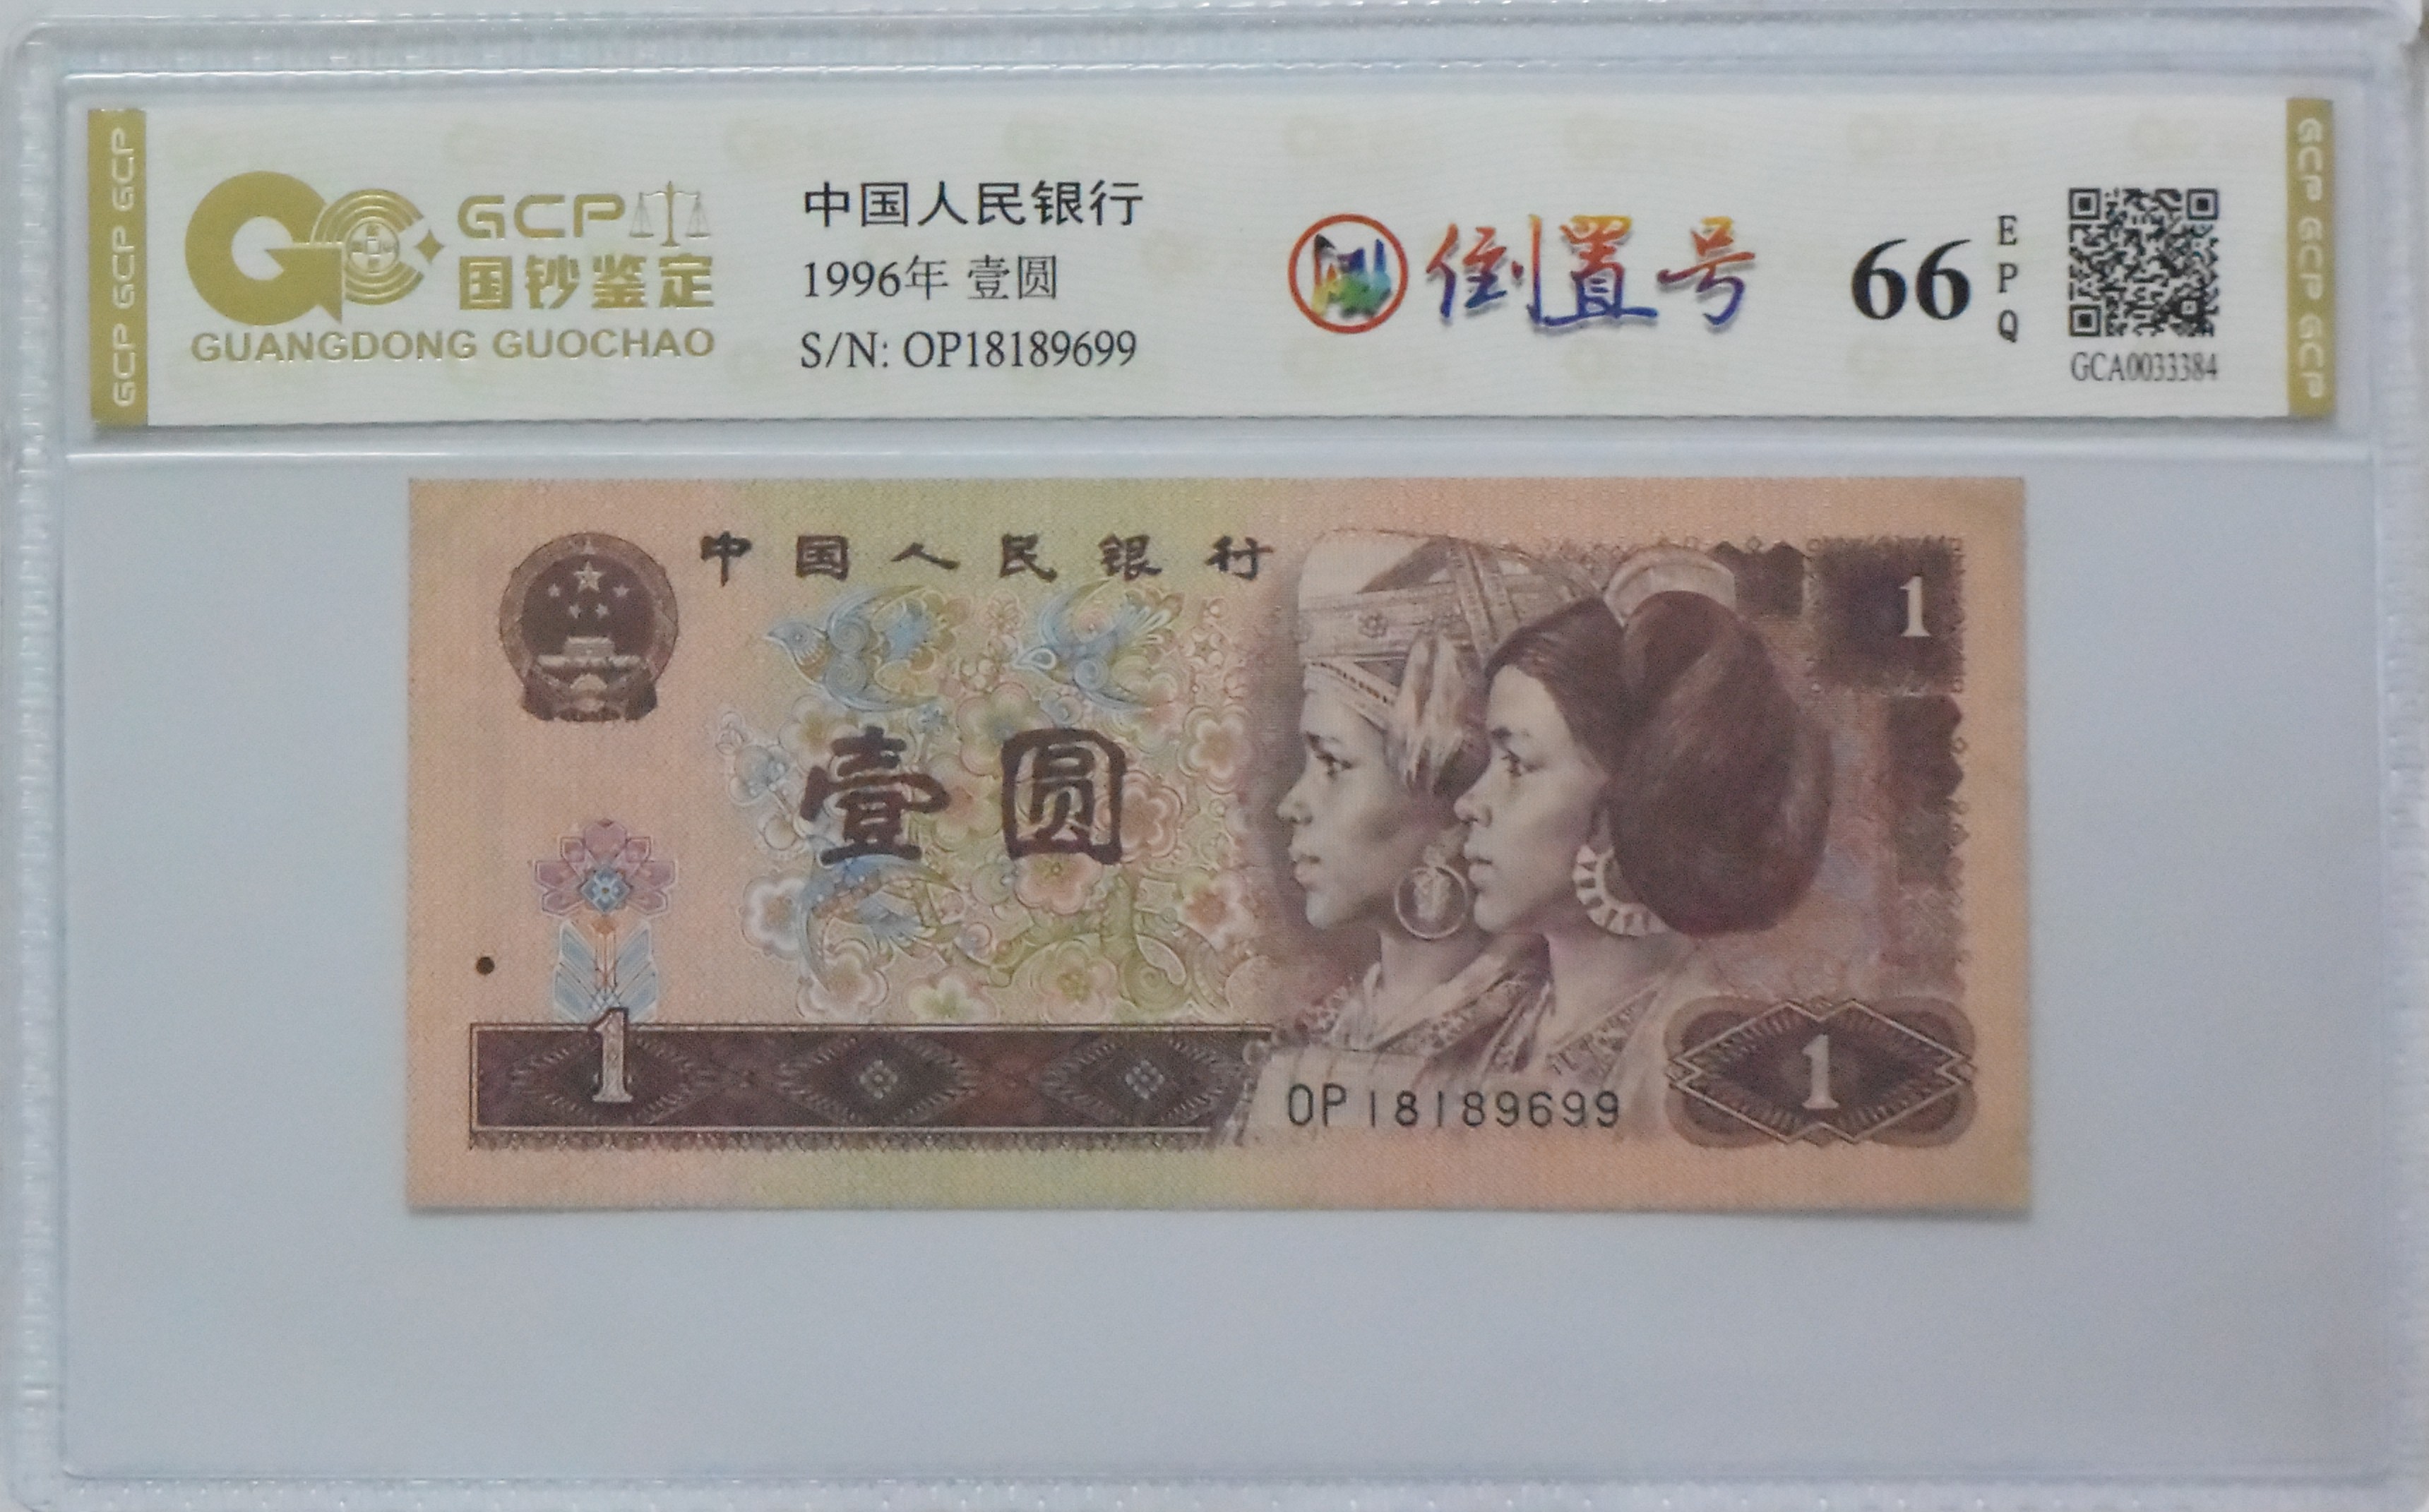 GCP GCP GCP
GCP
国钞鉴定
GUANGDONG GUOCHAO
中国人民银行
1996年 壹圆
S/N: OP18189699
倒置号
66
EPQ
GCA0033384
GCP GCP GCP
中国人民银行
1
壹圆
1
OP18189699
1